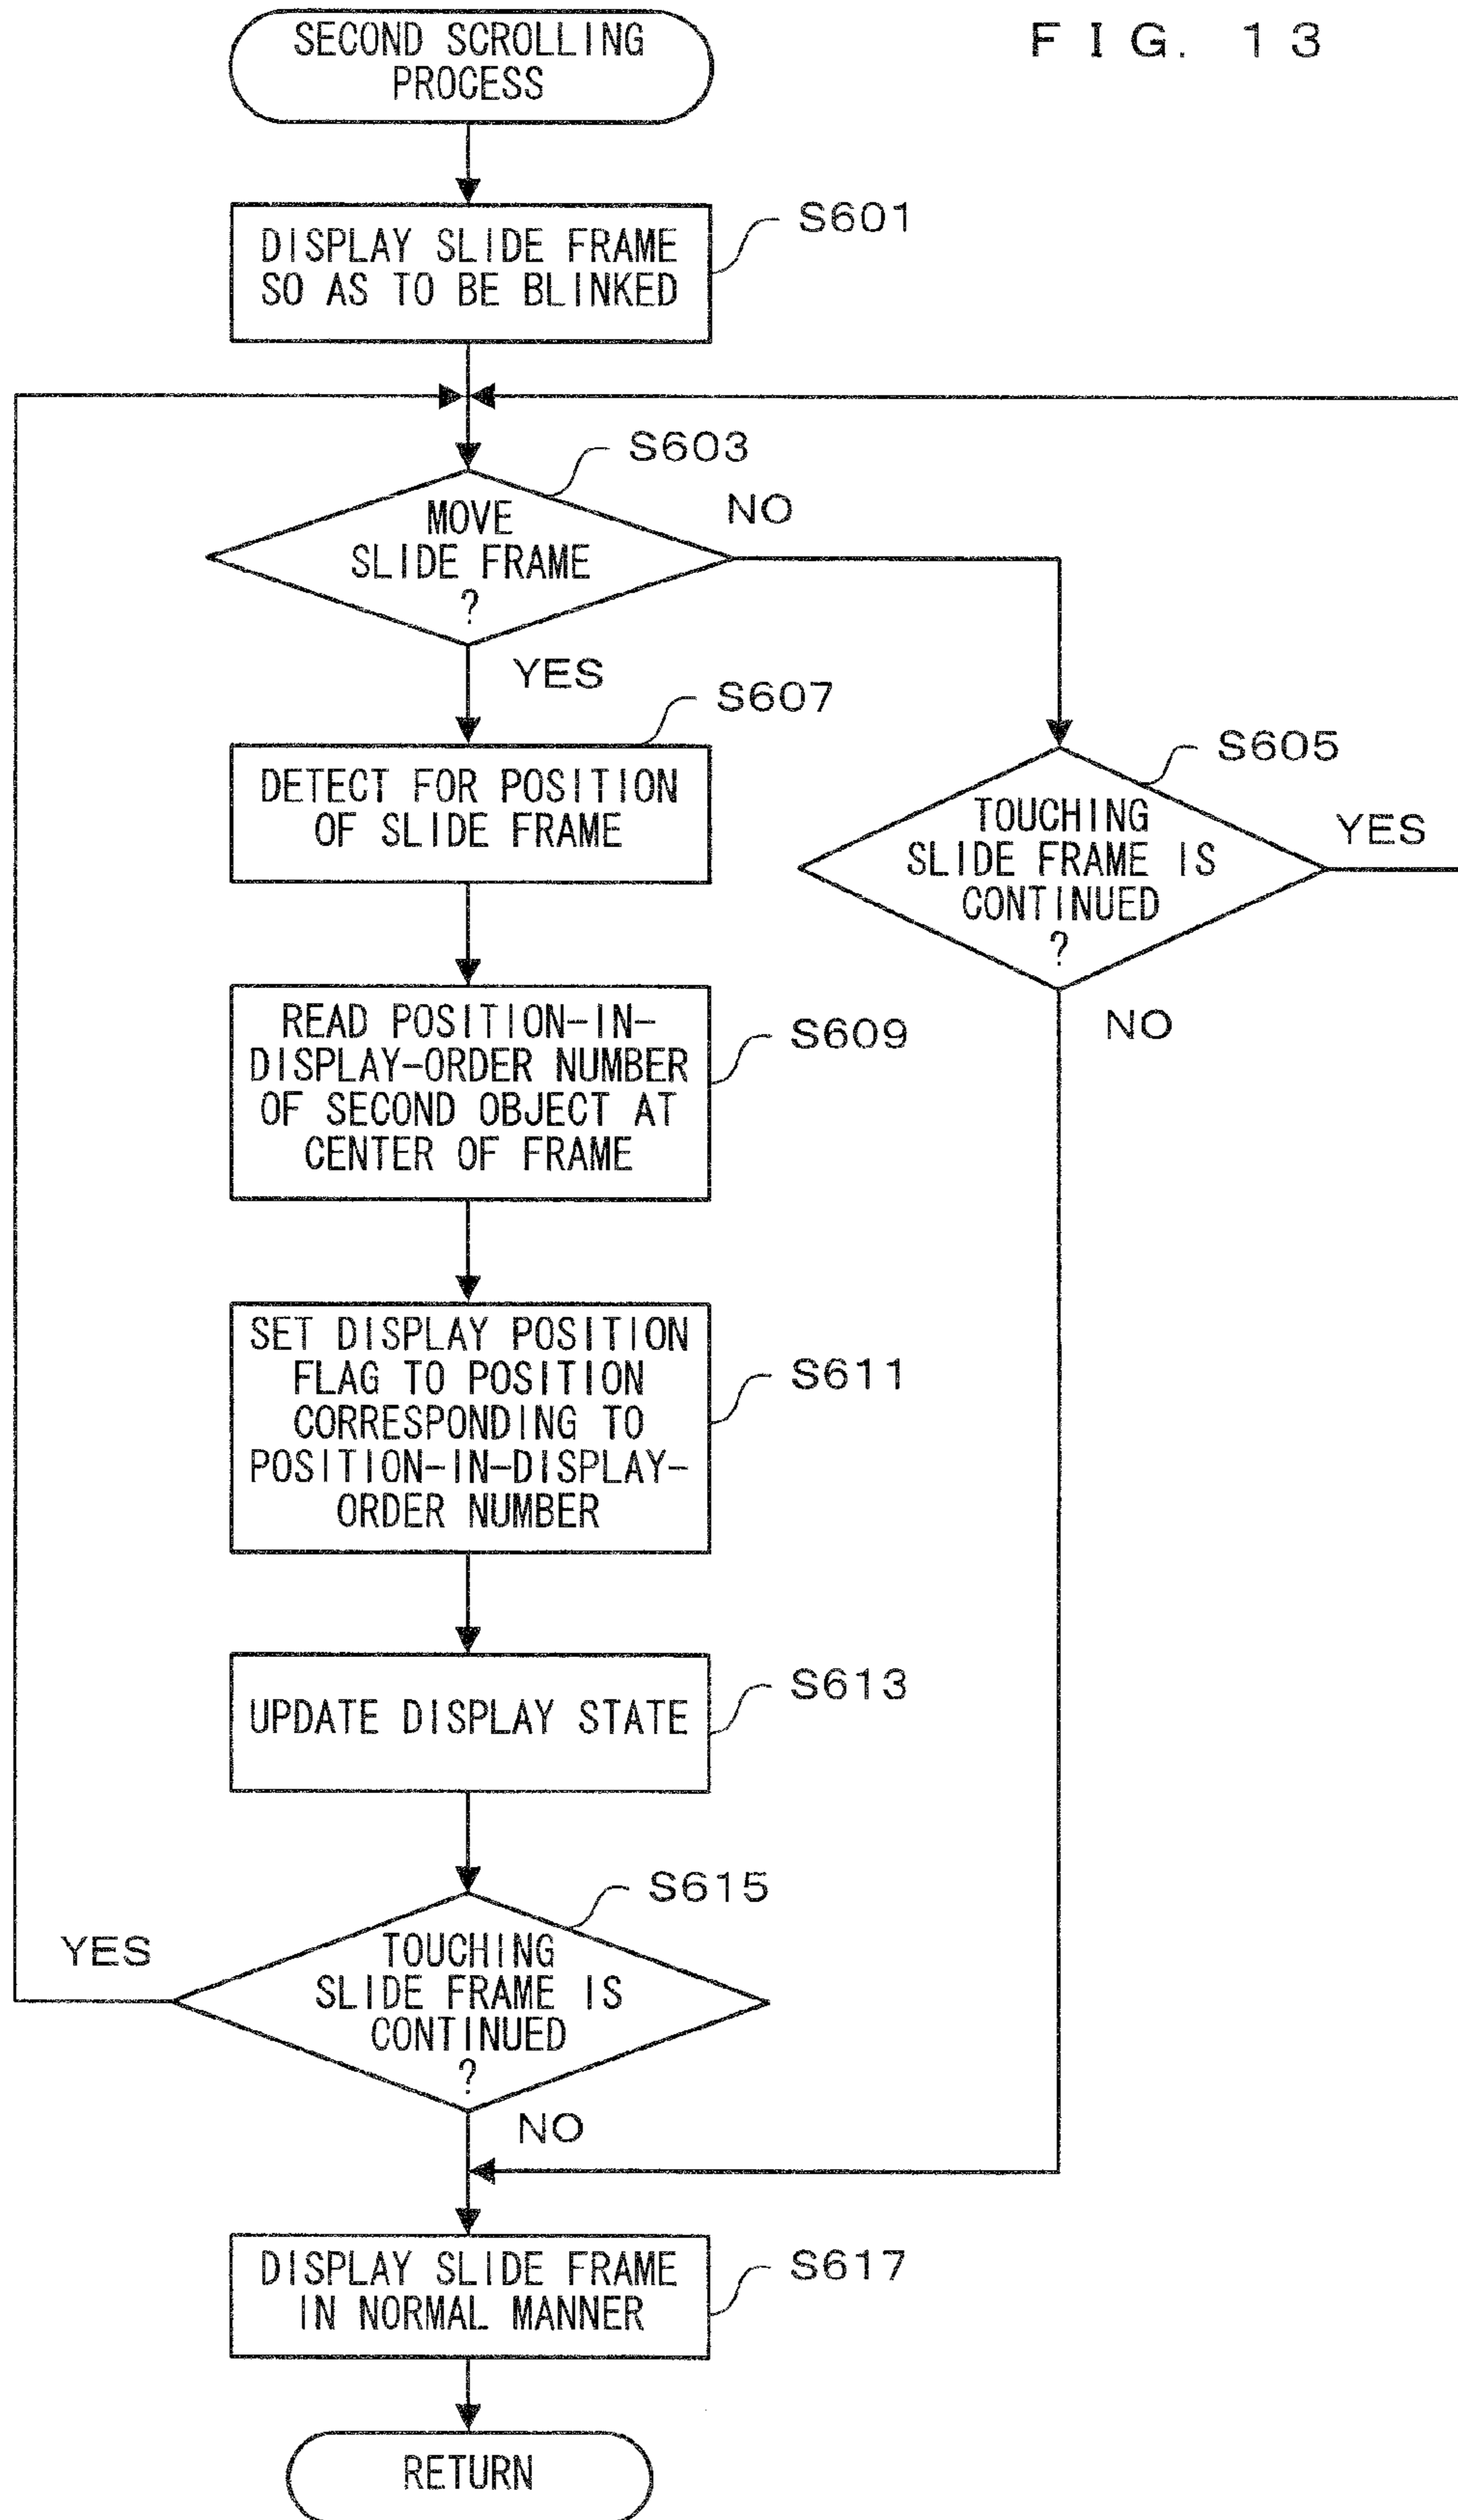 FIG. 13
SECOND SCROLLING
PROCESS
S601
DISPLAY SLIDE FRAME
SO AS TO BE BLINKED
S603
MOVE
SLIDE FRAME
?
NO
YES
S607
DETECT FOR POSITION
OF SLIDE FRAME
S605
TOUCHING
SLIDE FRAME IS
CONTINUED
?
YES
NO
READ POSITION-IN-
DISPLAY-ORDER NUMBER
OF SECOND OBJECT AT
CENTER OF FRAME
S609
SET DISPLAY POSITION
FLAG TO POSITION
CORRESPONDING TO
POSITION-IN-DISPLAY-
ORDER NUMBER
S611
UPDATE DISPLAY STATE
S613
S615
TOUCHING
SLIDE FRAME IS
CONTINUED
?
YES
NO
DISPLAY SLIDE FRAME
IN NORMAL MANNER
S617
RETURN